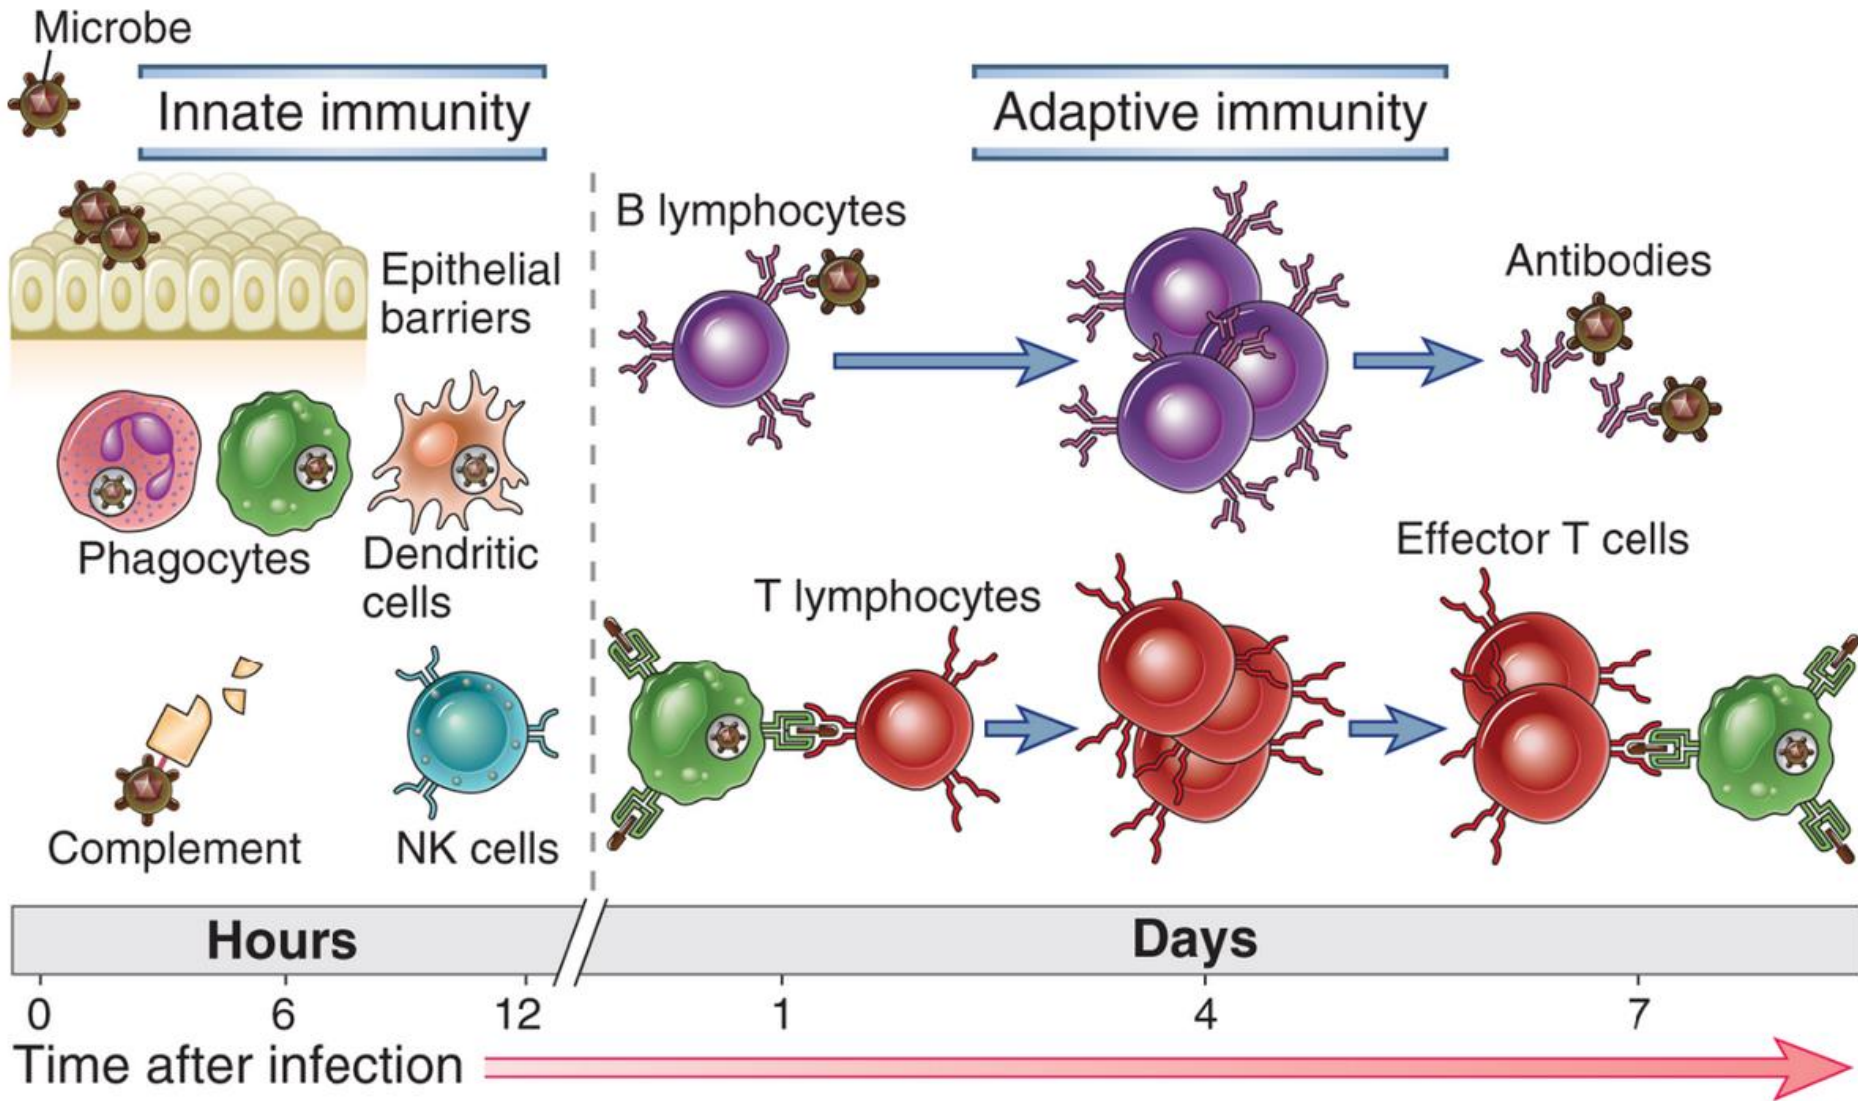 Microbe
Innate immunity
Adaptive immunity
Epithelial
barriers
Phagocytes
Dendritic
cells
Complement
NK cells
B lymphocytes
Antibodies
T lymphocytes
Effector T cells
Hours
Days
0
6
12
1
4
7
Time after infection